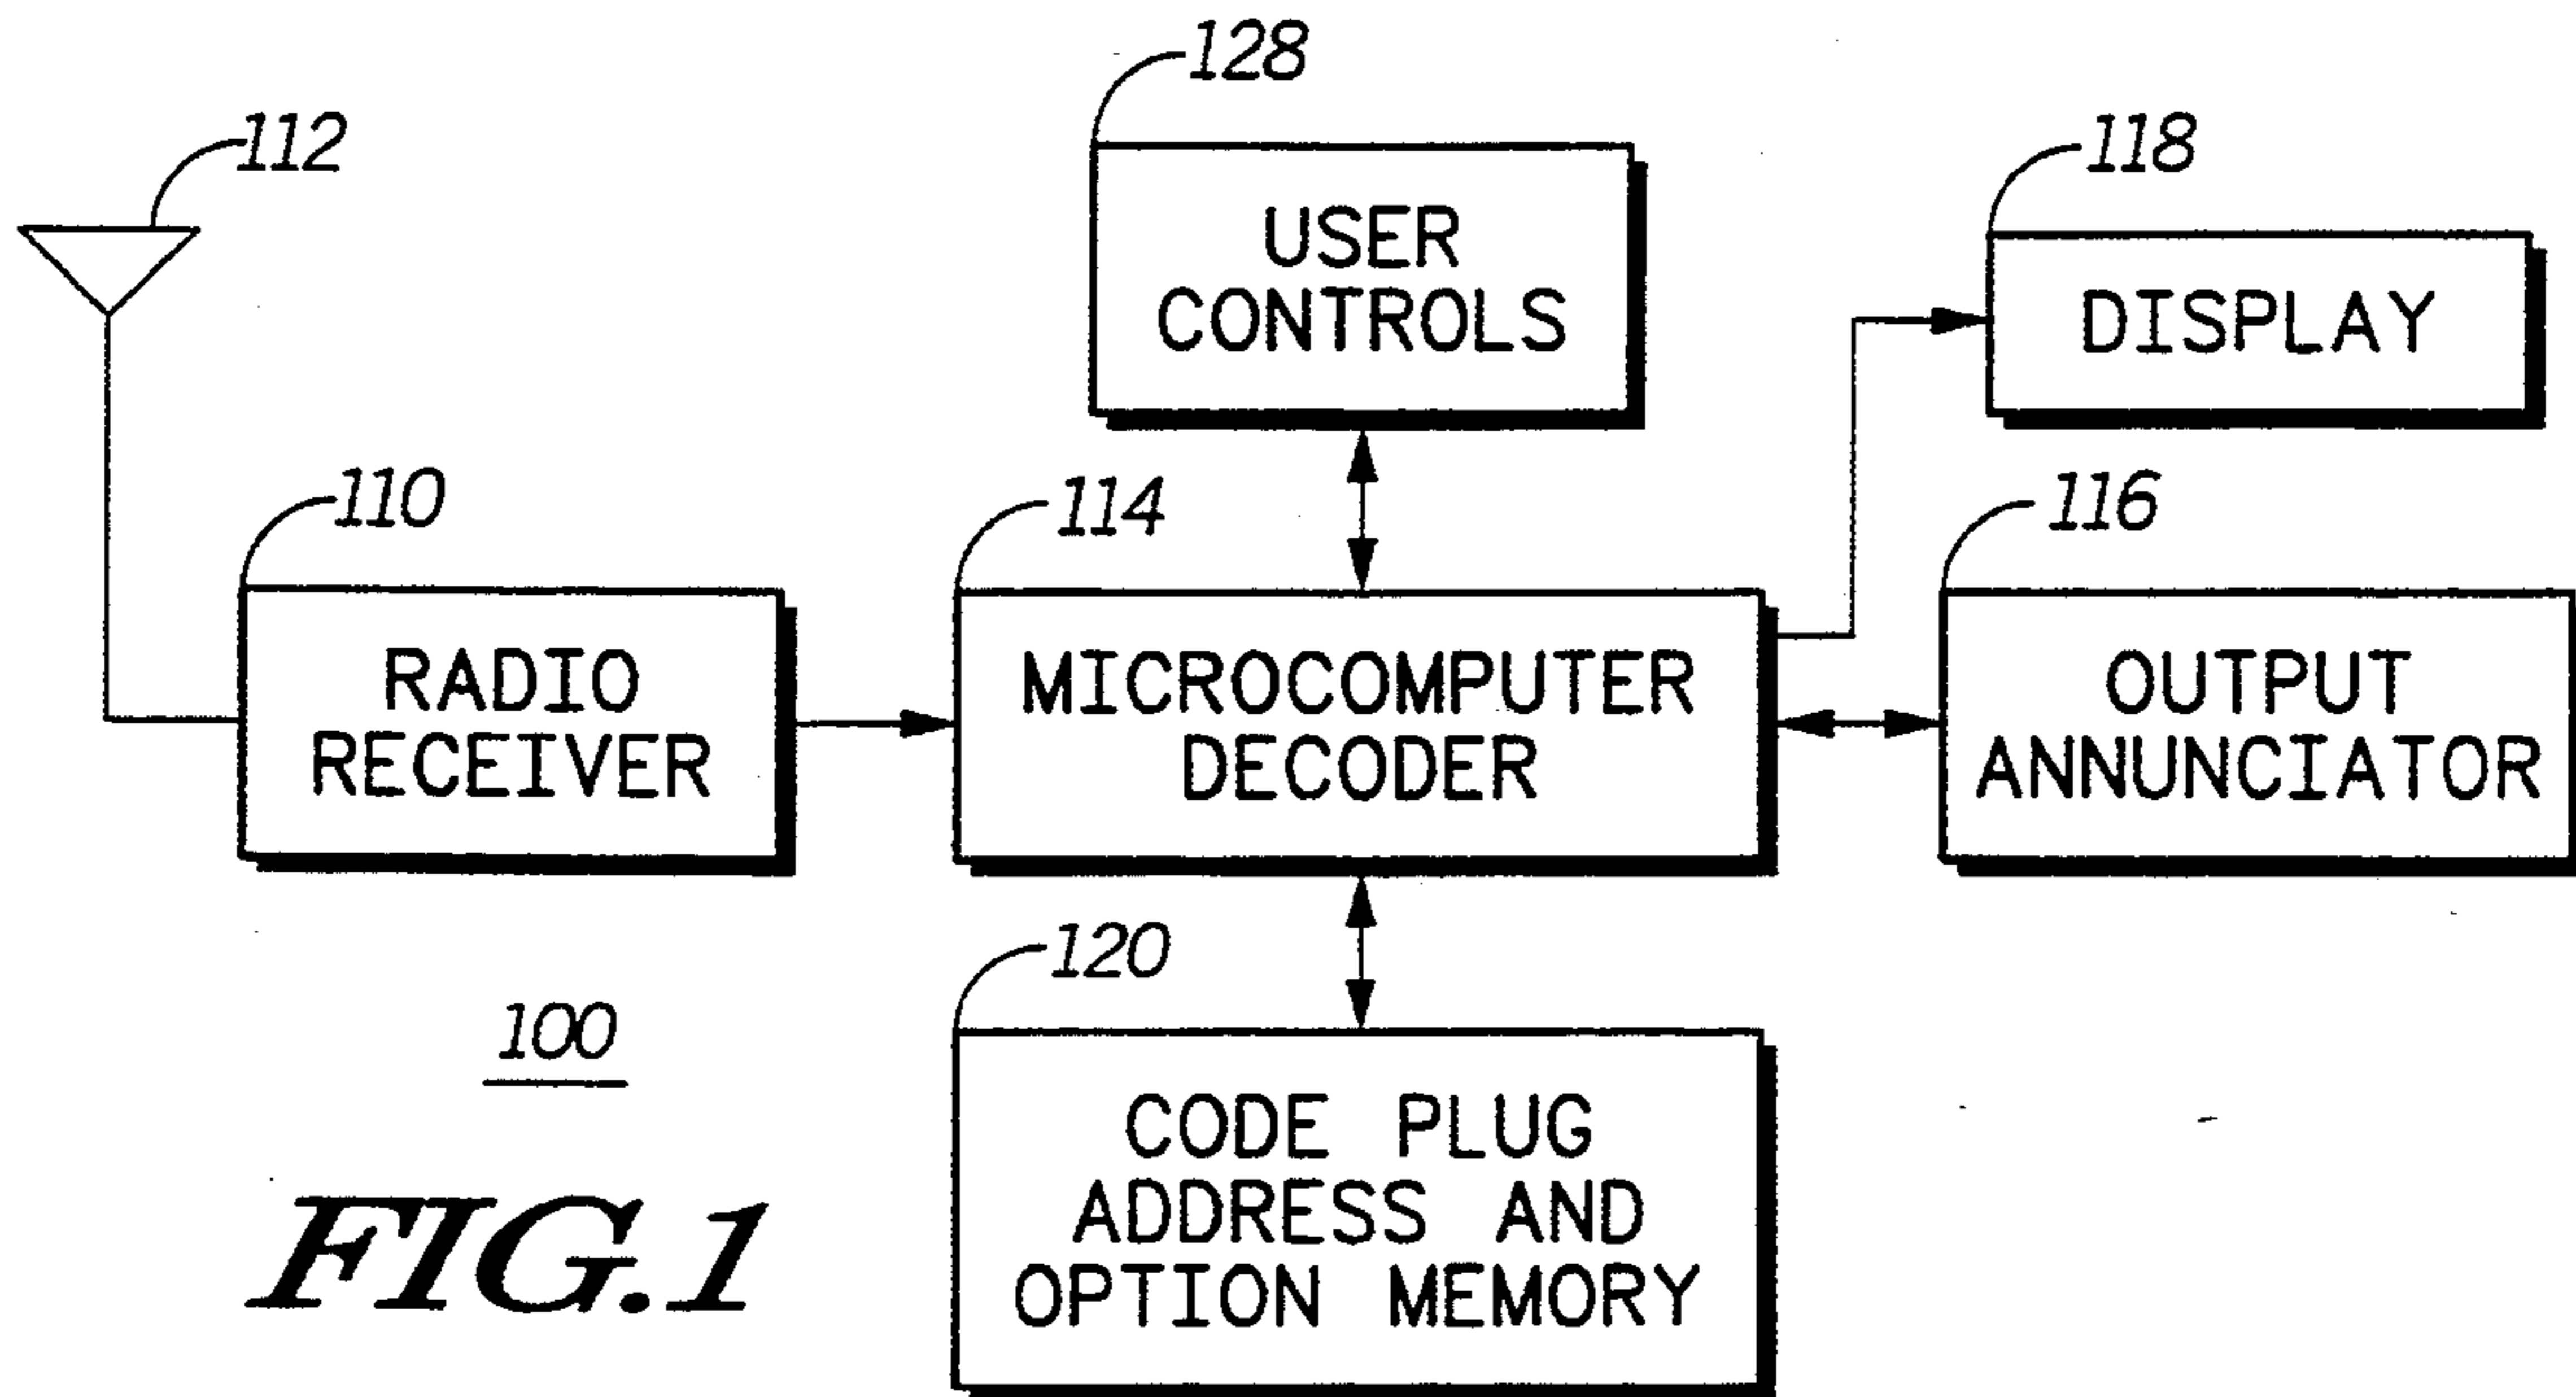 128
112
118
USER
CONTROLS
DISPLAY
110
114
116
RADIO
RECEIVER
MICROCOMPUTER
DECODER
OUTPUT
ANNUNCIATOR
120
100
CODE PLUG
ADDRESS AND
OPTION MEMORY
FIG.1